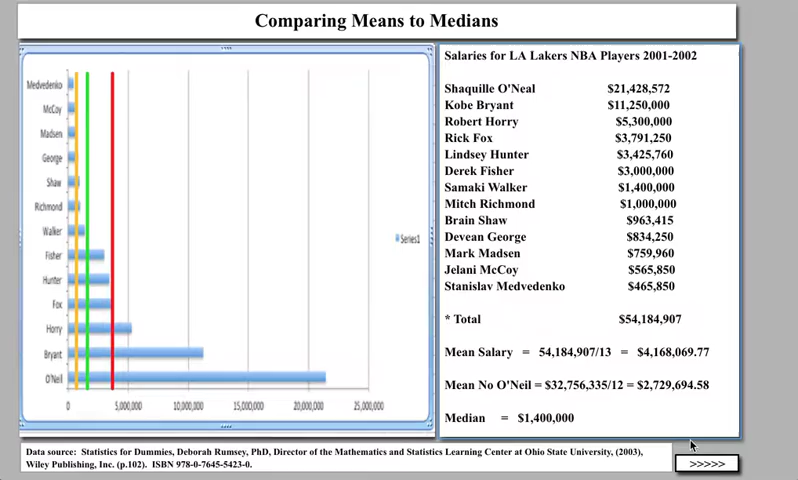 Comparing Means to Medians
Medvedenko
McCoy
Madsen
George
Shaw
Richmond
Walker
Fisher
Hunter
Fox
Horry
Bryant
O'Neil
0 5,000,000 10,000,000 15,000,000 20,000,000 25,000,000
Series1
Salaries for LA Lakers NBA Players 2001-2002
Shaquille O'Neal $21,428,572
Kobe Bryant $11,250,000
Robert Horry $5,300,000
Rick Fox $3,791,250
Lindsey Hunter $3,425,760
Derek Fisher $3,000,000
Samaki Walker $1,400,000
Mitch Richmond $1,000,000
Brain Shaw $963,415
Devean George $834,250
Mark Madsen $759,960
Jelani McCoy $565,850
Stanislav Medvedenko $465,850
* Total $54,184,907
Mean Salary = 54,184,907/13 = $4,168,069.77
Mean No O'Neil = $32,756,335/12 = $2,729,694.58
Median = $1,400,000
Data source: Statistics for Dummies, Deborah Rumsey, PhD, Director of the Mathematics and Statistics Learning Center at Ohio State University, (2003),
Wiley Publishing, Inc. (p.102). ISBN 978-0-7645-5423-0.
>>>>>